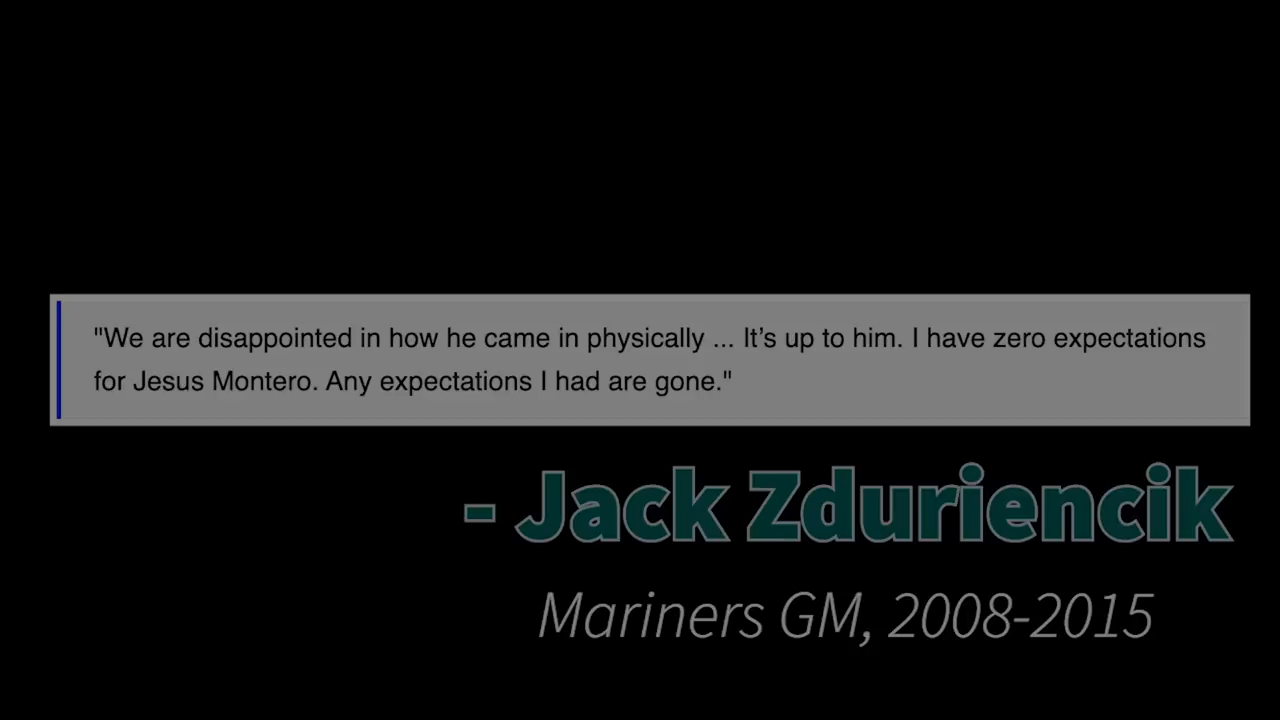 "We are disappointed in how he came in physically ... It’s up to him. I have zero expectations
for Jesus Montero. Any expectations I had are gone."
- Jack Zduriencik
Mariners GM, 2008-2015